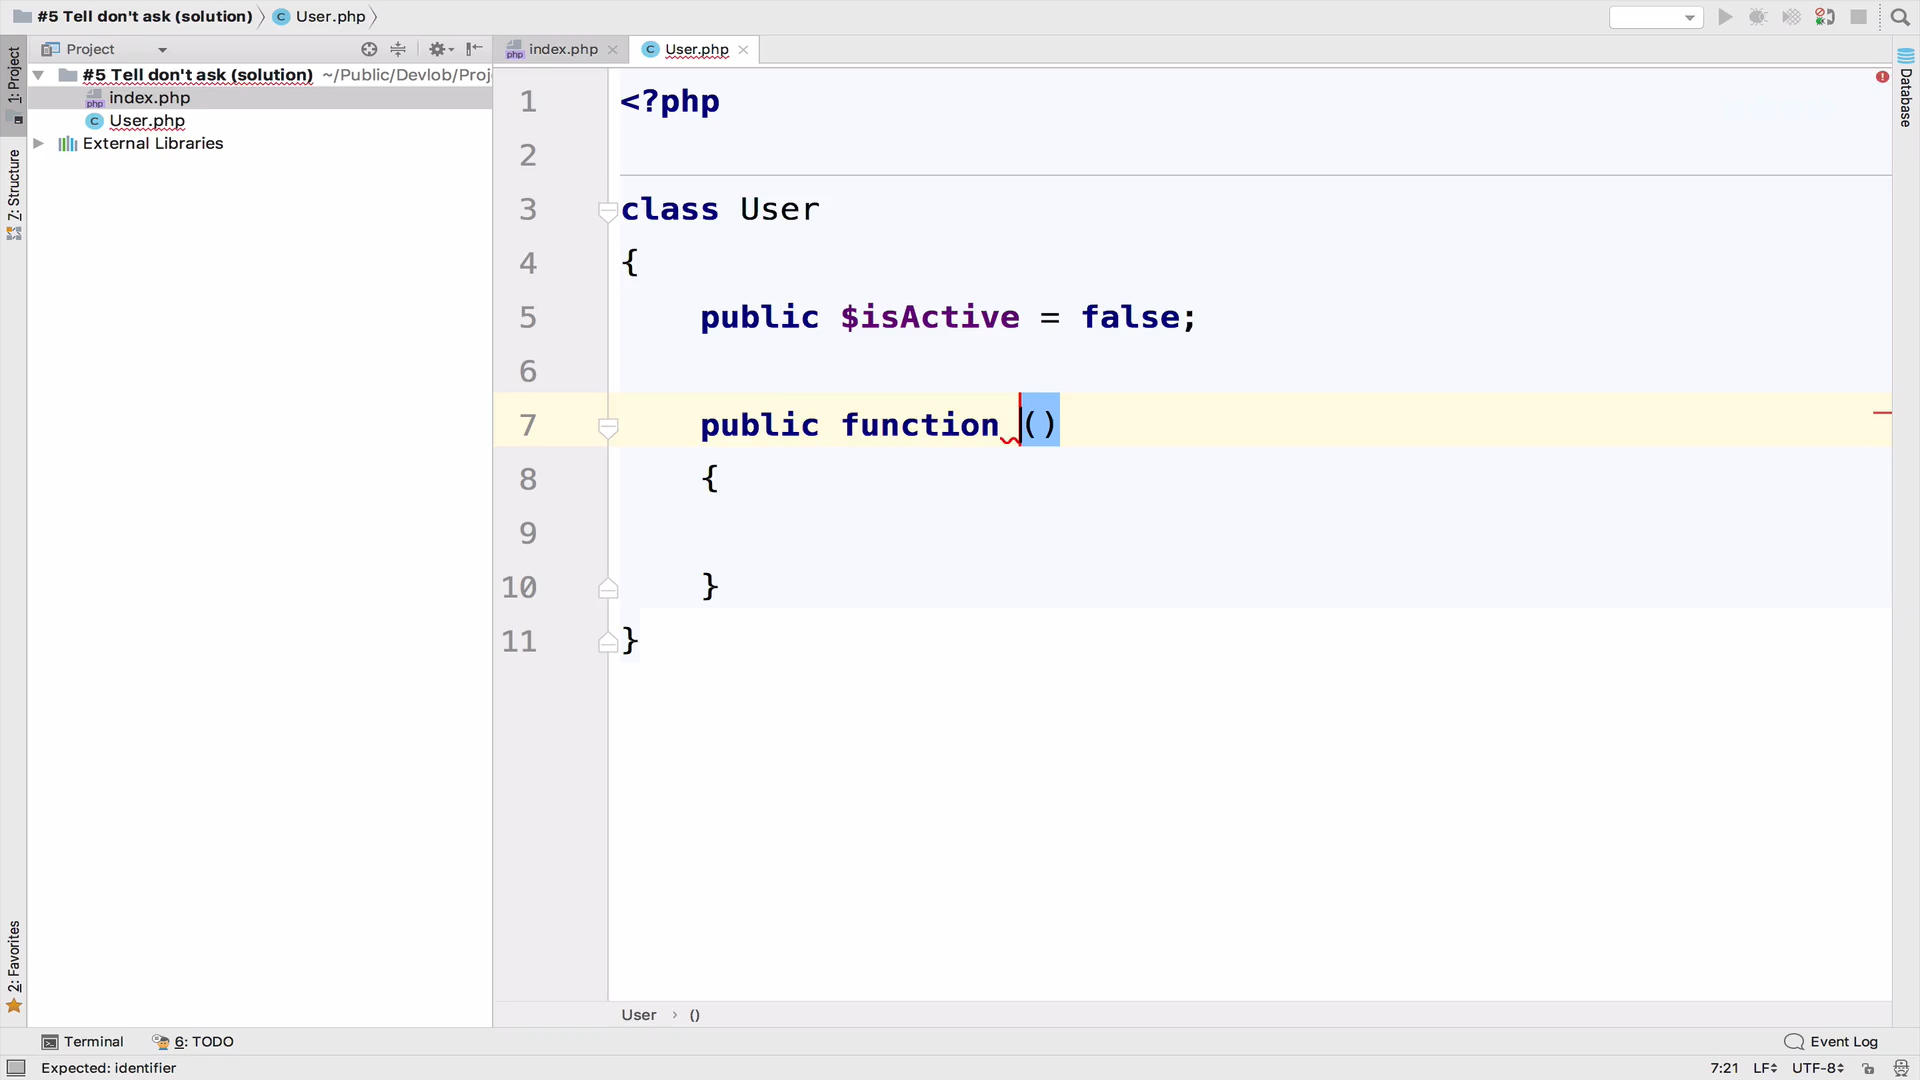 #5 Tell don't ask (solution) User.php
Project
index.php User.php
1: Project
7: Structure
2: Favorites
#5 Tell don't ask (solution) ~/Public/Devlob/Proj
index.php
User.php
External Libraries
1 <?php
2
3 class User
4 {
5 public $isActive = false;
6
7 public function ()
8 {
9
10 }
11 }
Database
User › ()
Terminal 6: TODO Event Log
Expected: identifier 7:21 LF UTF-8